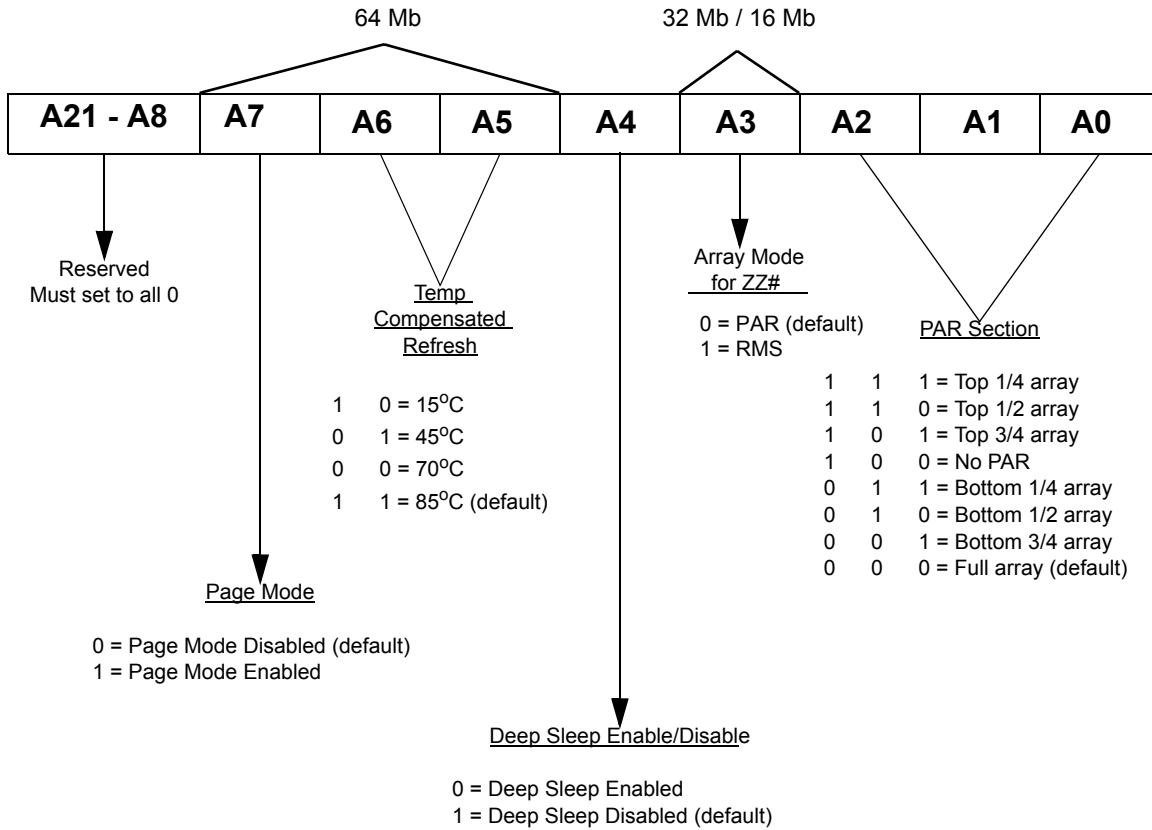 64 Mb
32 Mb / 16 Mb
A21 - A8 A7 A6 A5 A4 A3 A2 A1 A0
Reserved
Must set to all 0
Temp
Compensated
Refresh
1 0 = 15°C
0 1 = 45°C
0 0 = 70°C
1 1 = 85°C (default)
Array Mode
for ZZ#
0 = PAR (default)
1 = RMS
PAR Section
1 1 1 = Top 1/4 array
1 1 0 = Top 1/2 array
1 0 1 = Top 3/4 array
1 0 0 = No PAR
0 1 1 = Bottom 1/4 array
0 1 0 = Bottom 1/2 array
0 0 1 = Bottom 3/4 array
0 0 0 = Full array (default)
Page Mode
0 = Page Mode Disabled (default)
1 = Page Mode Enabled
Deep Sleep Enable/Disable
0 = Deep Sleep Enabled
1 = Deep Sleep Disabled (default)